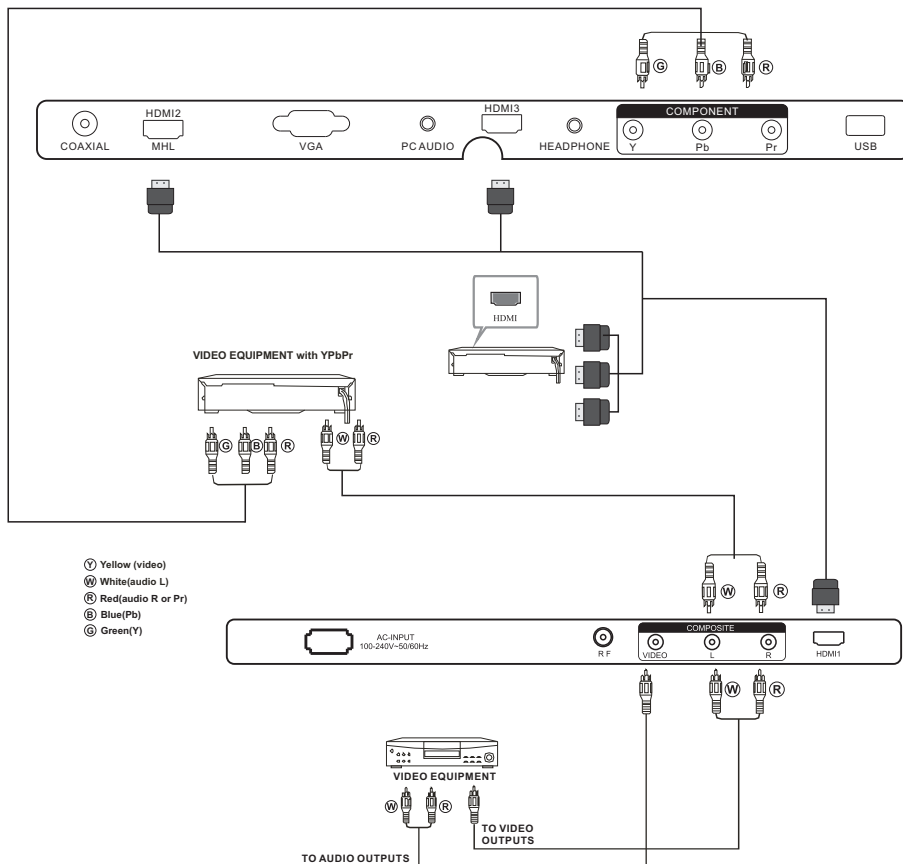 G B R
COMPONENT
HDMI2
HDMI3
COAXIAL MHL VGA PC AUDIO HEADPHONE Y Pb Pr USB
HDMI
VIDEO EQUIPMENT with YPbPr
G B R W R
Y Yellow (video)
W White(audio L)
R Red(audio R or Pr)
B Blue(Pb)
G Green(Y)
W R
AC-INPUT
100-240V~50/60Hz
COMPOSITE
R F VIDEO L R HDMI1
W R
VIDEO EQUIPMENT
W R
TO VIDEO
OUTPUTS
TO AUDIO OUTPUTS